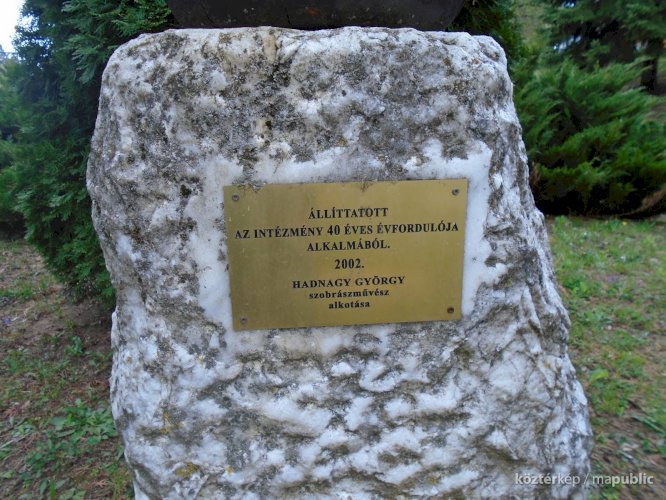 ÁLLÍTTATOTT
AZ INTÉZMÉNY 40 ÉVES ÉVFORDULÓJA
ALKALMÁBÓL.
2002.
HADNAGY GYÖRGY
szobrászművész
alkotása
köztérkép / mapublic